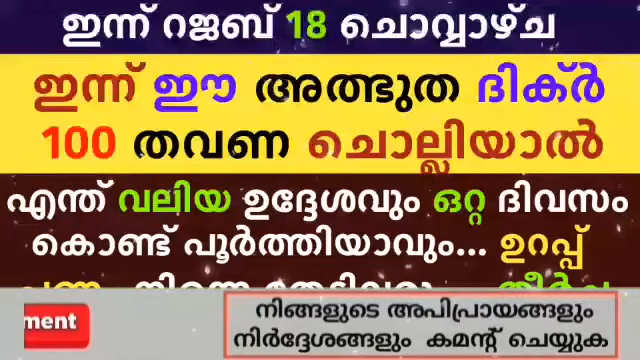 ഇന്ന് റജബ് 18 ചൊവ്വാഴ്ച
ഇന്ന് ഈ അത്ഭുത ദിക്ർ
100 തവണ ചൊല്ലിയാൽ
എന്ത് വലിയ ഉദ്ദേശവും ഒറ്റ ദിവസം
കൊണ്ട് പൂർത്തിയാവും... ഉറപ്പ്
ment
നിങ്ങളുടെ അപിപ്രായങ്ങളും
നിർദ്ദേശങ്ങളും കമന്റ് ചെയ്യുക